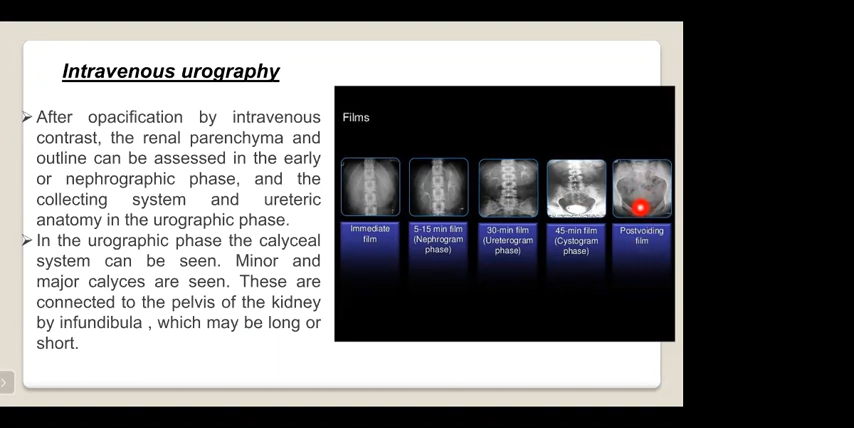 Intravenous urography
After opacification by intravenous
contrast, the renal parenchyma and
outline can be assessed in the early
or nephrographic phase, and the
collecting system and ureteric
anatomy in the urographic phase.
In the urographic phase the calyceal
system can be seen. Minor and
major calyces are seen. These are
connected to the pelvis of the kidney
by infundibula , which may be long or
short.
Films
Immediate
film
5-15 min film
(Nephrogram
phase)
30-min film
(Ureterogram
phase)
45-min film
(Cystogram
phase)
Postvoiding
film